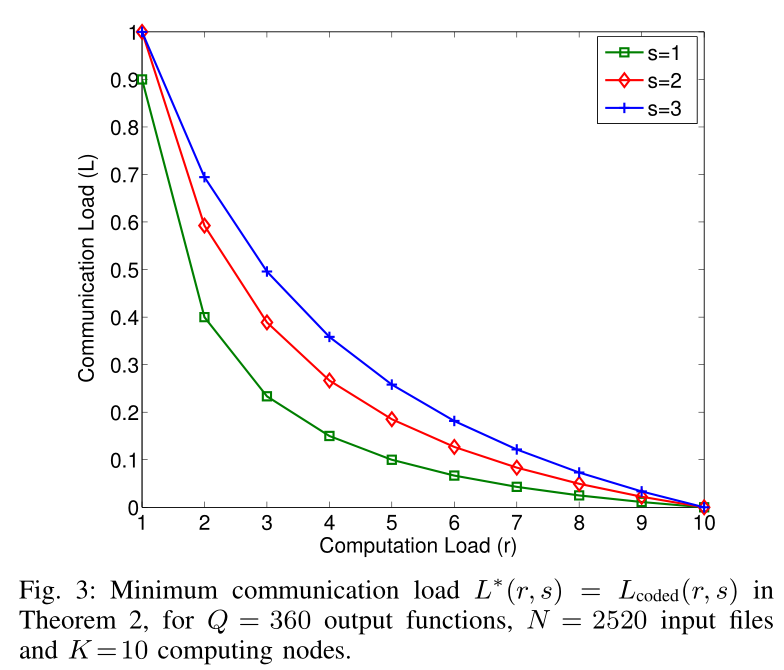 1
0.9
0.8
0.7
0.6
0.5
0.4
0.3
0.2
0.1
0
Communication Load (L)
1 2 3 4 5 6 7 8 9 10
Computation Load (r)
s=1
s=2
s=3
Fig. 3: Minimum communication load L*(r, s) = L_coded(r, s) in
Theorem 2, for Q = 360 output functions, N = 2520 input files
and K=10 computing nodes.